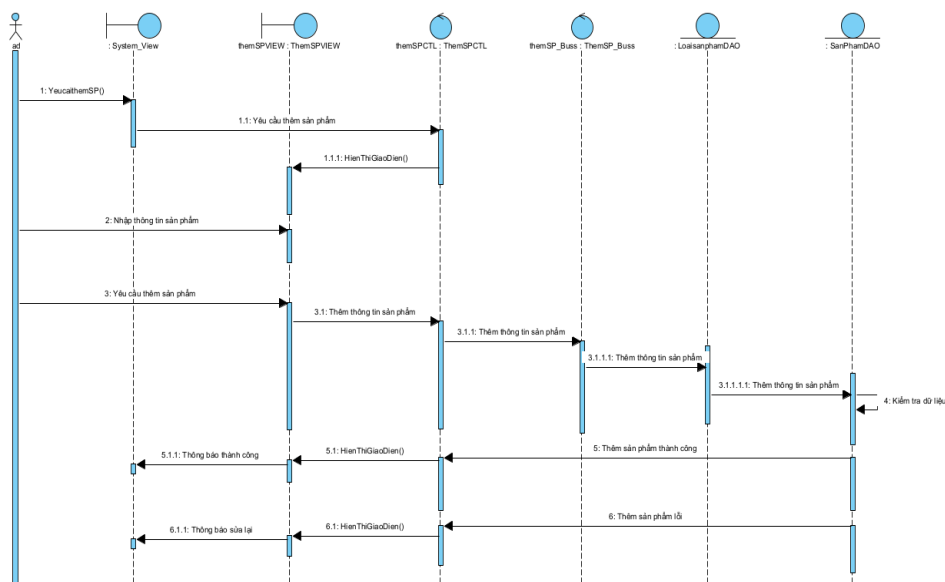 ad
: System_View
themSPVIEW : ThemSPVIEW
themSPCTL : ThemSPCTL
themSP_Buss : ThemSP_Buss
: LoaisanphamDAO
: SanPhamDAO
1: YeucaithemSP()
1.1: Yêu cầu thêm sản phẩm
1.1.1: HienThiGiaoDien()
2: Nhập thông tin sản phẩm
3: Yêu cầu thêm sản phẩm
3.1: Thêm thông tin sản phẩm
3.1.1: Thêm thông tin sản phẩm
3.1.1.1: Thêm thông tin sản phẩm
3.1.1.1.1: Thêm thông tin sản phẩm
4: Kiểm tra dữ liệu
5: Thêm sản phẩm thành công
5.1: HienThiGiaoDien()
5.1.1: Thông báo thành công
6: Thêm sản phẩm lỗi
6.1: HienThiGiaoDien()
6.1.1: Thông báo sửa lại